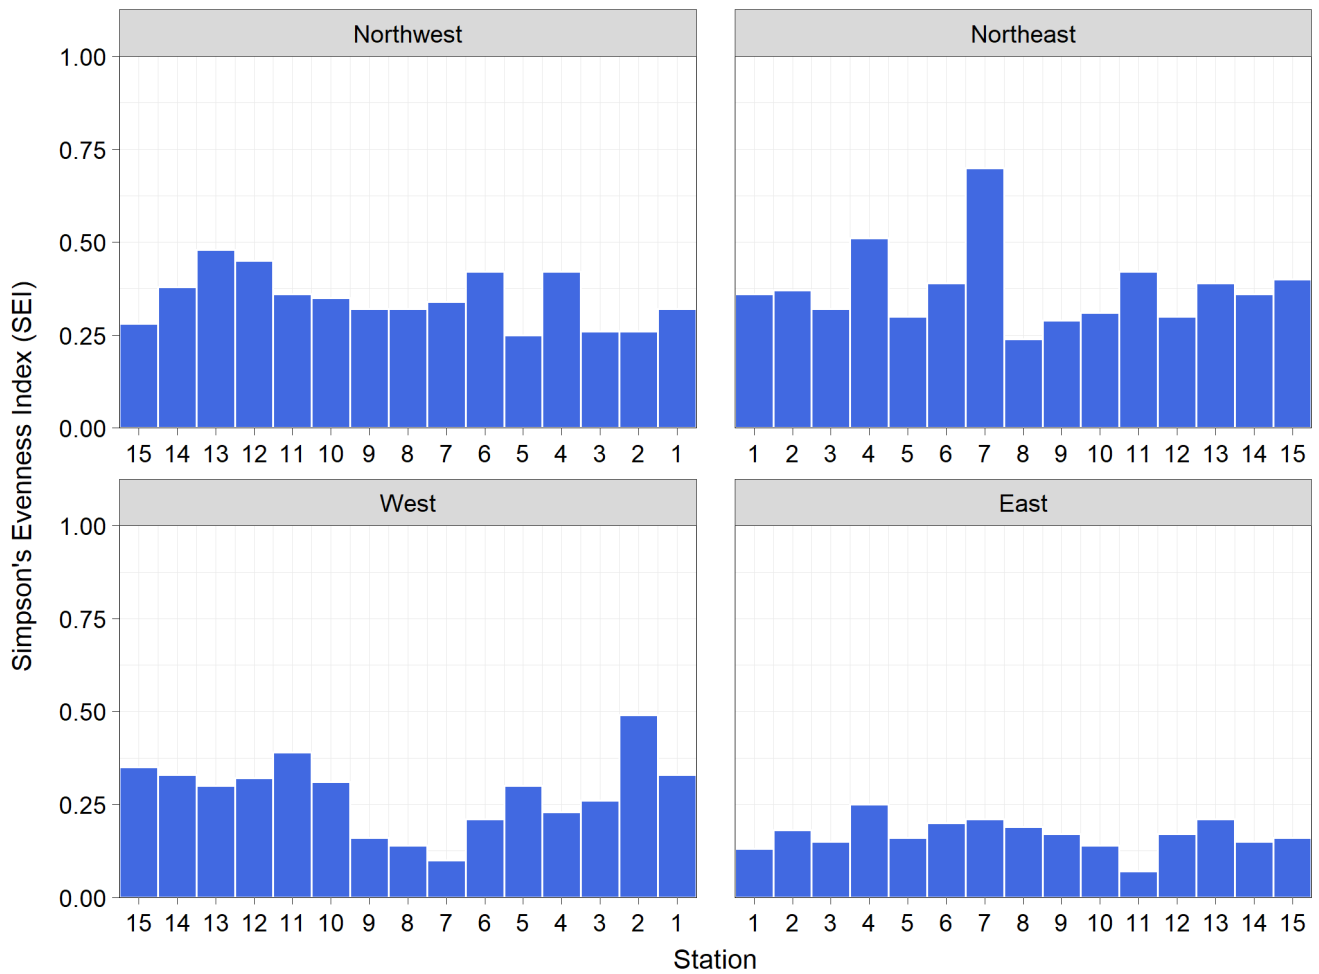 Northwest
Northeast
1.00
0.75
0.50
0.25
0.00
15 14 13 12 11 10 9 8 7 6 5 4 3 2 1
1 2 3 4 5 6 7 8 9 10 11 12 13 14 15
West
East
1.00
0.75
0.50
0.25
0.00
15 14 13 12 11 10 9 8 7 6 5 4 3 2 1
1 2 3 4 5 6 7 8 9 10 11 12 13 14 15
Simpson's Evenness Index (SEI)
Station